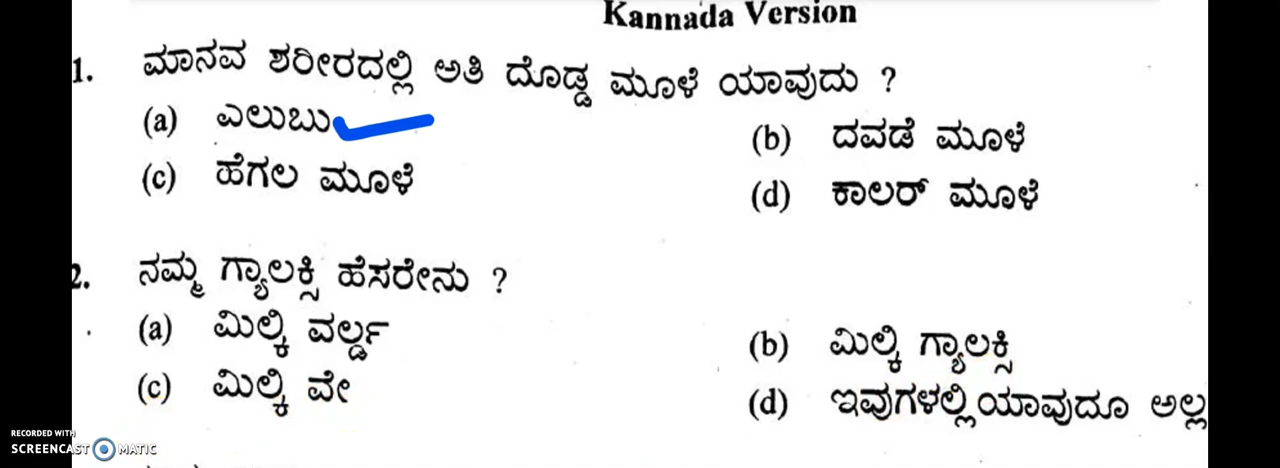 Kannada Version
1. ಮಾನವ ಶರೀರದಲ್ಲಿ ಅತಿ ದೊಡ್ಡ ಮೂಳೆ ಯಾವುದು ?
(a) ಎಲುಬು (b) ದವಡೆ ಮೂಳೆ
(c) ಹೆಗಲ ಮೂಳೆ (d) ಕಾಲರ್ ಮೂಳೆ
2. ನಮ್ಮ ಗ್ಯಾಲಕ್ಸಿ ಹೆಸರೇನು ?
(a) ಮಿಲ್ಕಿ ವರ್ಲ್ಡ (b) ಮಿಲ್ಕಿ ಗ್ಯಾಲಕ್ಸಿ
(c) ಮಿಲ್ಕಿ ವೇ (d) ಇವುಗಳಲ್ಲಿ ಯಾವುದೂ ಅಲ್ಲ
RECORDED WITH
SCREENCAST MATIC